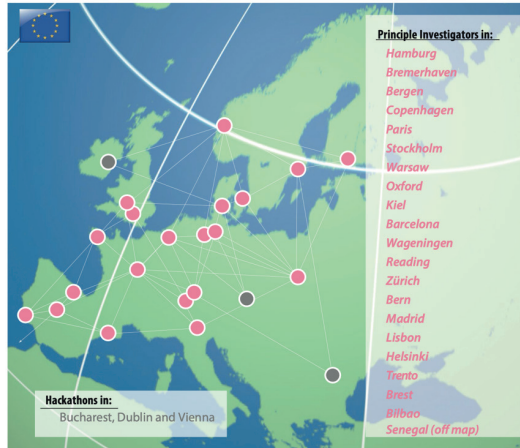 Principle Investigators in:
Hamburg
Bremerhaven
Bergen
Copenhagen
Paris
Stockholm
Warsaw
Oxford
Kiel
Barcelona
Wageningen
Reading
Zürich
Bern
Madrid
Lisbon
Helsinki
Trento
Brest
Bilbao
Senegal (off map)
Hackathons in:
Bucharest, Dublin and Vienna